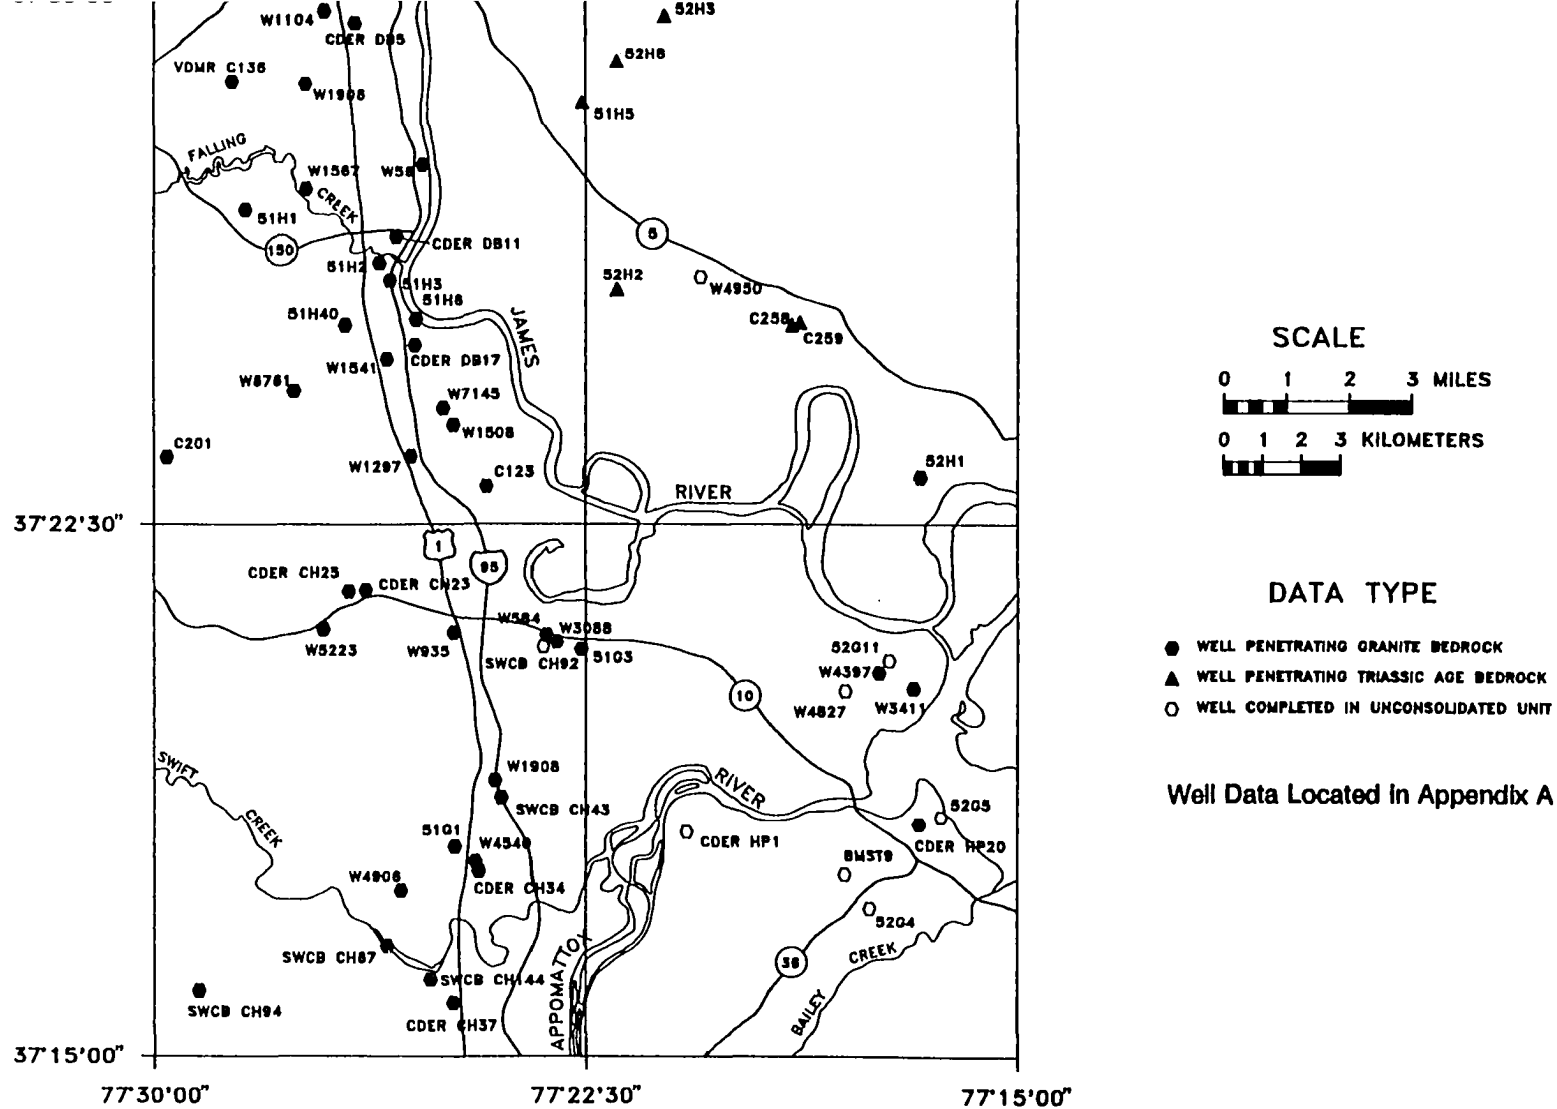 52H3
W1104
CDER DB5
52H6
VDMR C136
W1906
51H5
FALLING
W1567
W58
CREEK
51H1
5
150
CDER DB11
51H2
52H2
51H3
W4950
51H8
51H40
JAMES
C258
C259
SCALE
W1541
CDER DB17
0 1 2 3 MILES
W6761
W7145
W1508
0 1 2 3 KILOMETERS
C201
W1297
C123
52H1
RIVER
37°22'30"
1
95
CDER CH25
CDER CH23
DATA TYPE
W584
W3088
W5223
W935
SWCB CH92
51G3
52G11
WELL PENETRATING GRANITE BEDROCK
W4397
WELL PENETRATING TRIASSIC AGE BEDROCK
10
W4827
W3411
WELL COMPLETED IN UNCONSOLIDATED UNIT
SWIFT
W1908
RIVER
Well Data Located in Appendix A
SWCB CH43
52G5
CREEK
51G1
W4540
CDER HP1
CDER HP20
BMST9
W4906
CDER CH34
52G4
SWCB CH87
CREEK
36
SWCB CH144
APPOMATTOX
SWCB CH94
CDER CH37
BAILEY
37°15'00"
77°30'00"
77°22'30"
77°15'00"